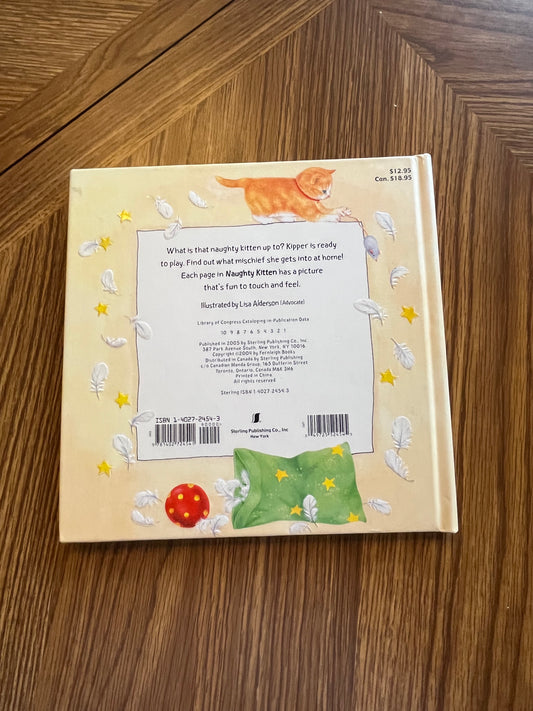 $12.95
Can. $18.95
What is that naughty kitten up to? Kipper is ready
to play. Find out what mischief she gets into at home!
Each page in Naughty Kitten has a picture
that's fun to touch and feel.
Illustrated by Lisa Alderson (Advocate)
Library of Congress Cataloging-in-Publication Data
10 9 8 7 6 5 4 3 2 1
Published in 2005 by Sterling Publishing Co., Inc.
387 Park Avenue South, New York, NY 10016
Copyright ©2004 by Fernleigh Books
Distributed in Canada by Sterling Publishing
c/o Canadian Manda Group, 165 Dufferin Street
Toronto, Ontario, Canada M6K 3H6
Printed in China
All rights reserved
Sterling ISBN 1-4027-2454-3
ISBN 1-4027-2454-3
90000
9 781402 724541
Sterling Publishing Co., Inc
New York